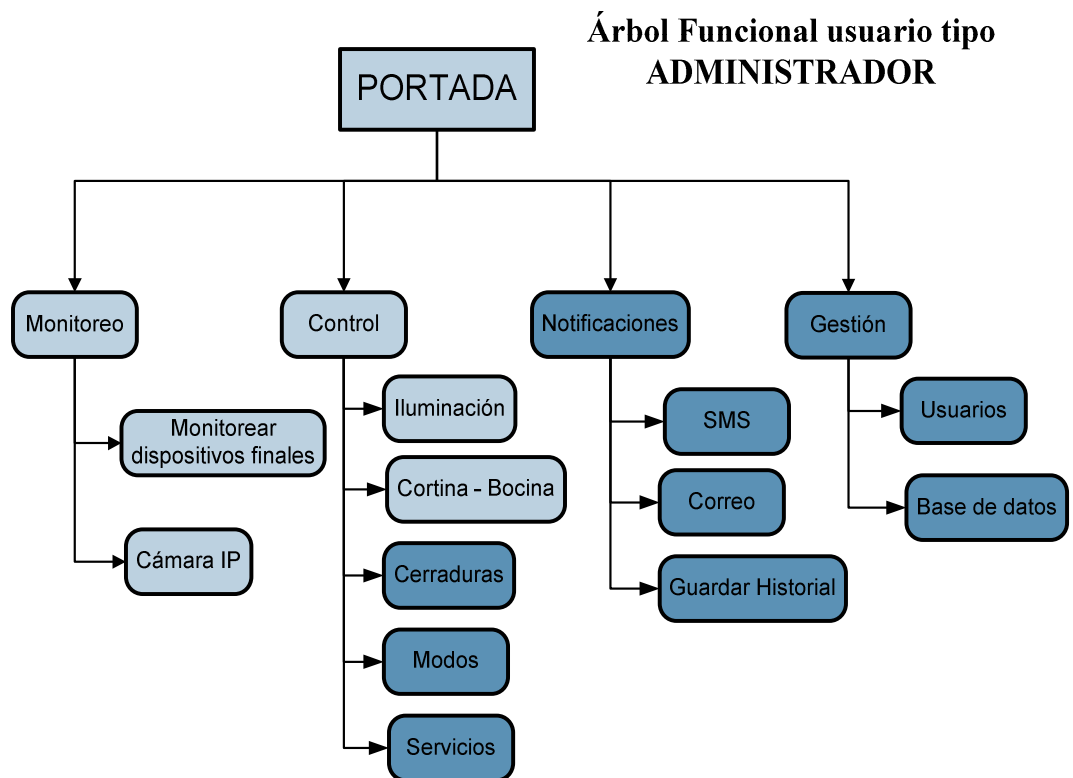 Árbol Funcional usuario tipo
ADMINISTRADOR
PORTADA
Monitoreo
Control
Notificaciones
Gestión
Monitorear
dispositivos finales
Cámara IP
Iluminación
Cortina - Bocina
Cerraduras
Modos
Servicios
SMS
Correo
Guardar Historial
Usuarios
Base de datos